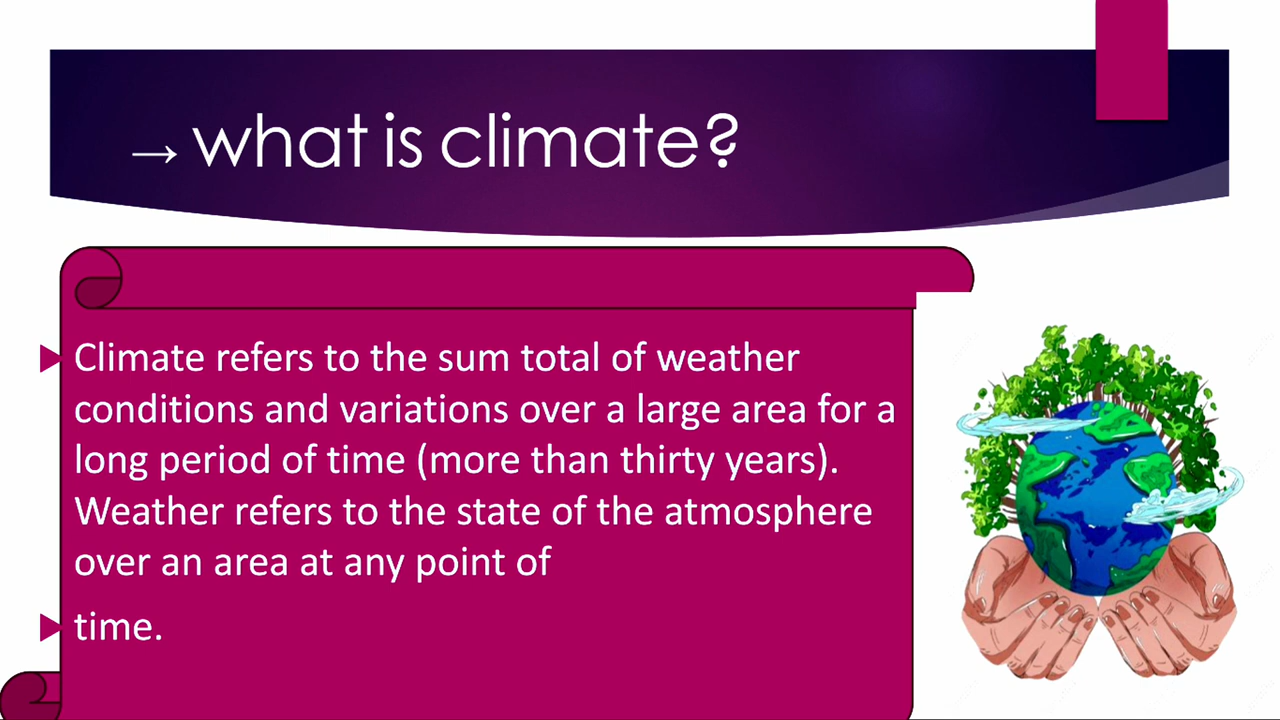 →what is climate?
Climate refers to the sum total of weather
conditions and variations over a large area for a
long period of time (more than thirty years).
Weather refers to the state of the atmosphere
over an area at any point of
time.